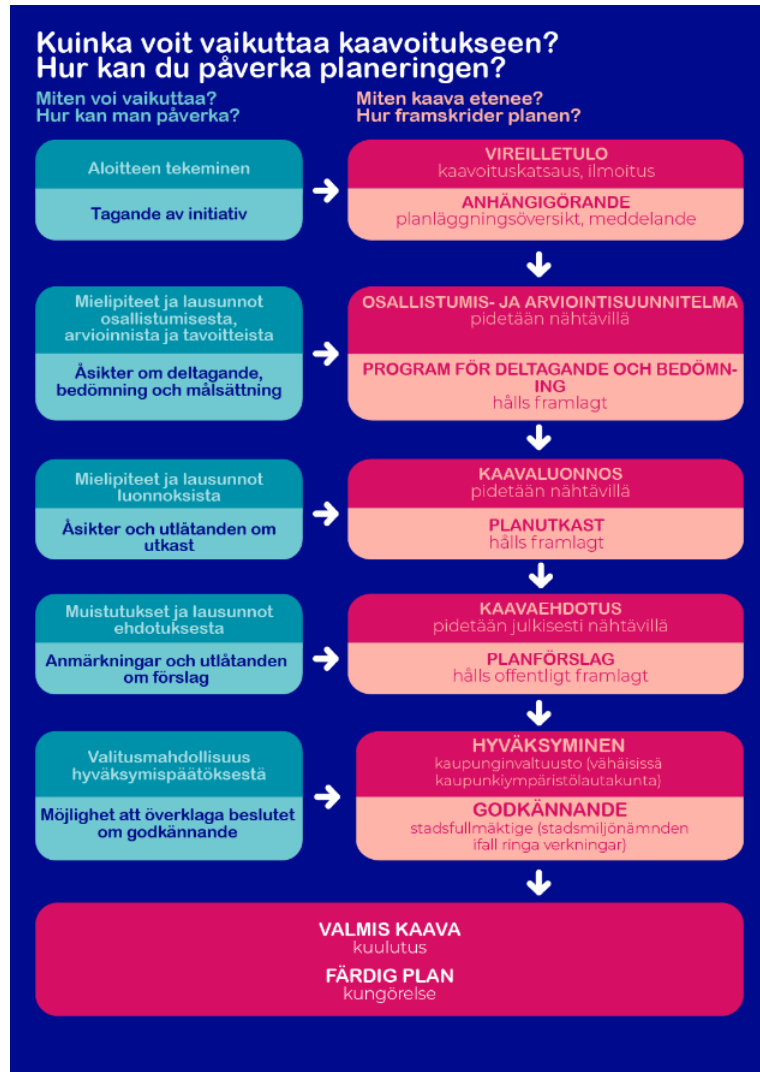 Kuinka voit vaikuttaa kaavoitukseen?
Hur kan du påverka planeringen?
Miten voi vaikuttaa?
Hur kan man påverka?
Miten kaava etenee?
Hur framskrider planen?
Aloitteen tekeminen
Tagande av initiativ
VIREILLETULO
kaavoituskatsaus, ilmoitus
ANHÄNGIGÖRANDE
planläggningsöversikt, meddelande
Mielipiteet ja lausunnot
osallistumisesta,
arvioinnista ja tavoitteista
Åsikter om deltagande,
bedömning och målsättning
OSALLISTUMIS- JA ARVIOINTISUUNNITELMA
pidetään nähtävillä
PROGRAM FÖR DELTAGANDE OCH BEDÖMN-
ING
hålls framlagt
Mielipiteet ja lausunnot
luonnoksista
Åsikter och utlåtanden om
utkast
KAAVALUONNOS
pidetään nähtävillä
PLANUTKAST
hålls framlagt
Muistutukset ja lausunnot
ehdotuksesta
Anmärkningar och utlåtanden
om förslag
KAAVAEHDOTUS
pidetään julkisesti nähtävillä
PLANFÖRSLAG
hålls offentligt framlagt
Valitusmahdollisuus
hyväksymispäätöksestä
Möjlighet att överklaga beslutet
om godkännande
HYVÄKSYMINEN
kaupunginvaltuusto (vähäisissä
kaupunkiympäristölautakunta)
GODKÄNNANDE
stadsfullmäktige (stadsmiljönämnden
ifall ringa verkningar)
VALMIS KAAVA
kuulutus
FÄRDIG PLAN
kungörelse